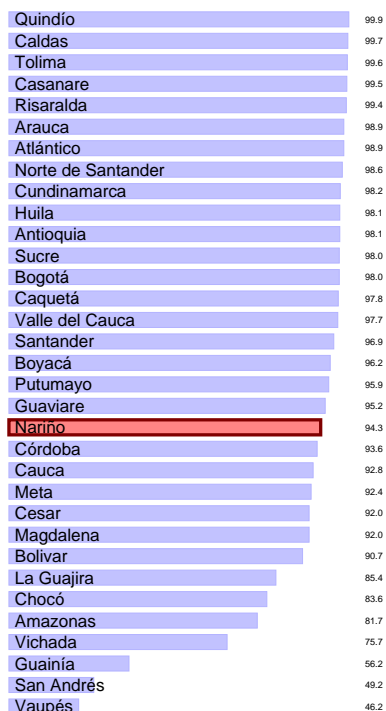 Quindío 99.9
Caldas 99.7
Tolima 99.6
Casanare 99.5
Risaralda 99.4
Arauca 98.9
Atlántico 98.9
Norte de Santander 98.6
Cundinamarca 98.2
Huila 98.1
Antioquia 98.1
Sucre 98.0
Bogotá 98.0
Caquetá 97.8
Valle del Cauca 97.7
Santander 96.9
Boyacá 96.2
Putumayo 95.9
Guaviare 95.2
Nariño 94.3
Córdoba 93.6
Cauca 92.8
Meta 92.4
Cesar 92.0
Magdalena 92.0
Bolivar 90.7
La Guajira 85.4
Chocó 83.6
Amazonas 81.7
Vichada 75.7
Guainía 56.2
San Andrés 49.2
Vaupés 46.2